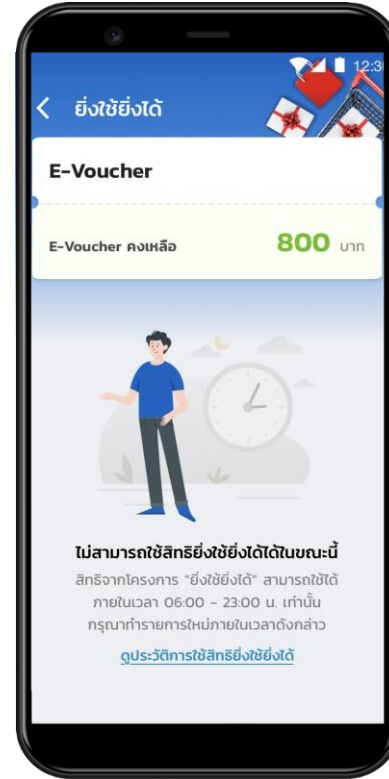 12:30
ยิ่งใช้ยิ่งได้
E-Voucher
E-Voucher คงเหลือ 800 บาท
ไม่สามารถใช้สิทธิยิ่งใช้ยิ่งได้ได้ในขณะนี้
สิทธิจากโครงการ “ยิ่งใช้ยิ่งได้” สามารถใช้ได้
ภายในเวลา 06:00 - 23:00 น. เท่านั้น
กรุณาทำรายการใหม่ภายในเวลาดังกล่าว
ดูประวัติการใช้สิทธิยิ่งใช้ยิ่งได้